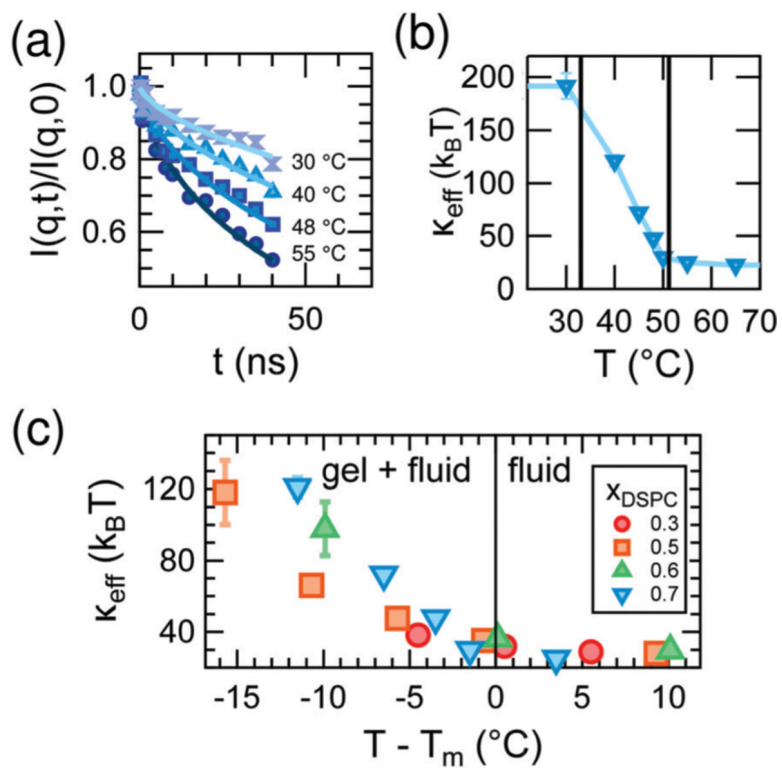 (a)
I(q,t)/I(q,0)
1.0
0.8
0.6
30 °C
40 °C
48 °C
55 °C
0
50
t (ns)
(b)
κeff (kBT)
200
150
100
50
0
30 40 50 60 70
T (°C)
(c)
κeff (kBT)
120
80
40
gel + fluid
fluid
xDSPC
0.3
0.5
0.6
0.7
-15 -10 -5 0 5 10
T - Tm (°C)